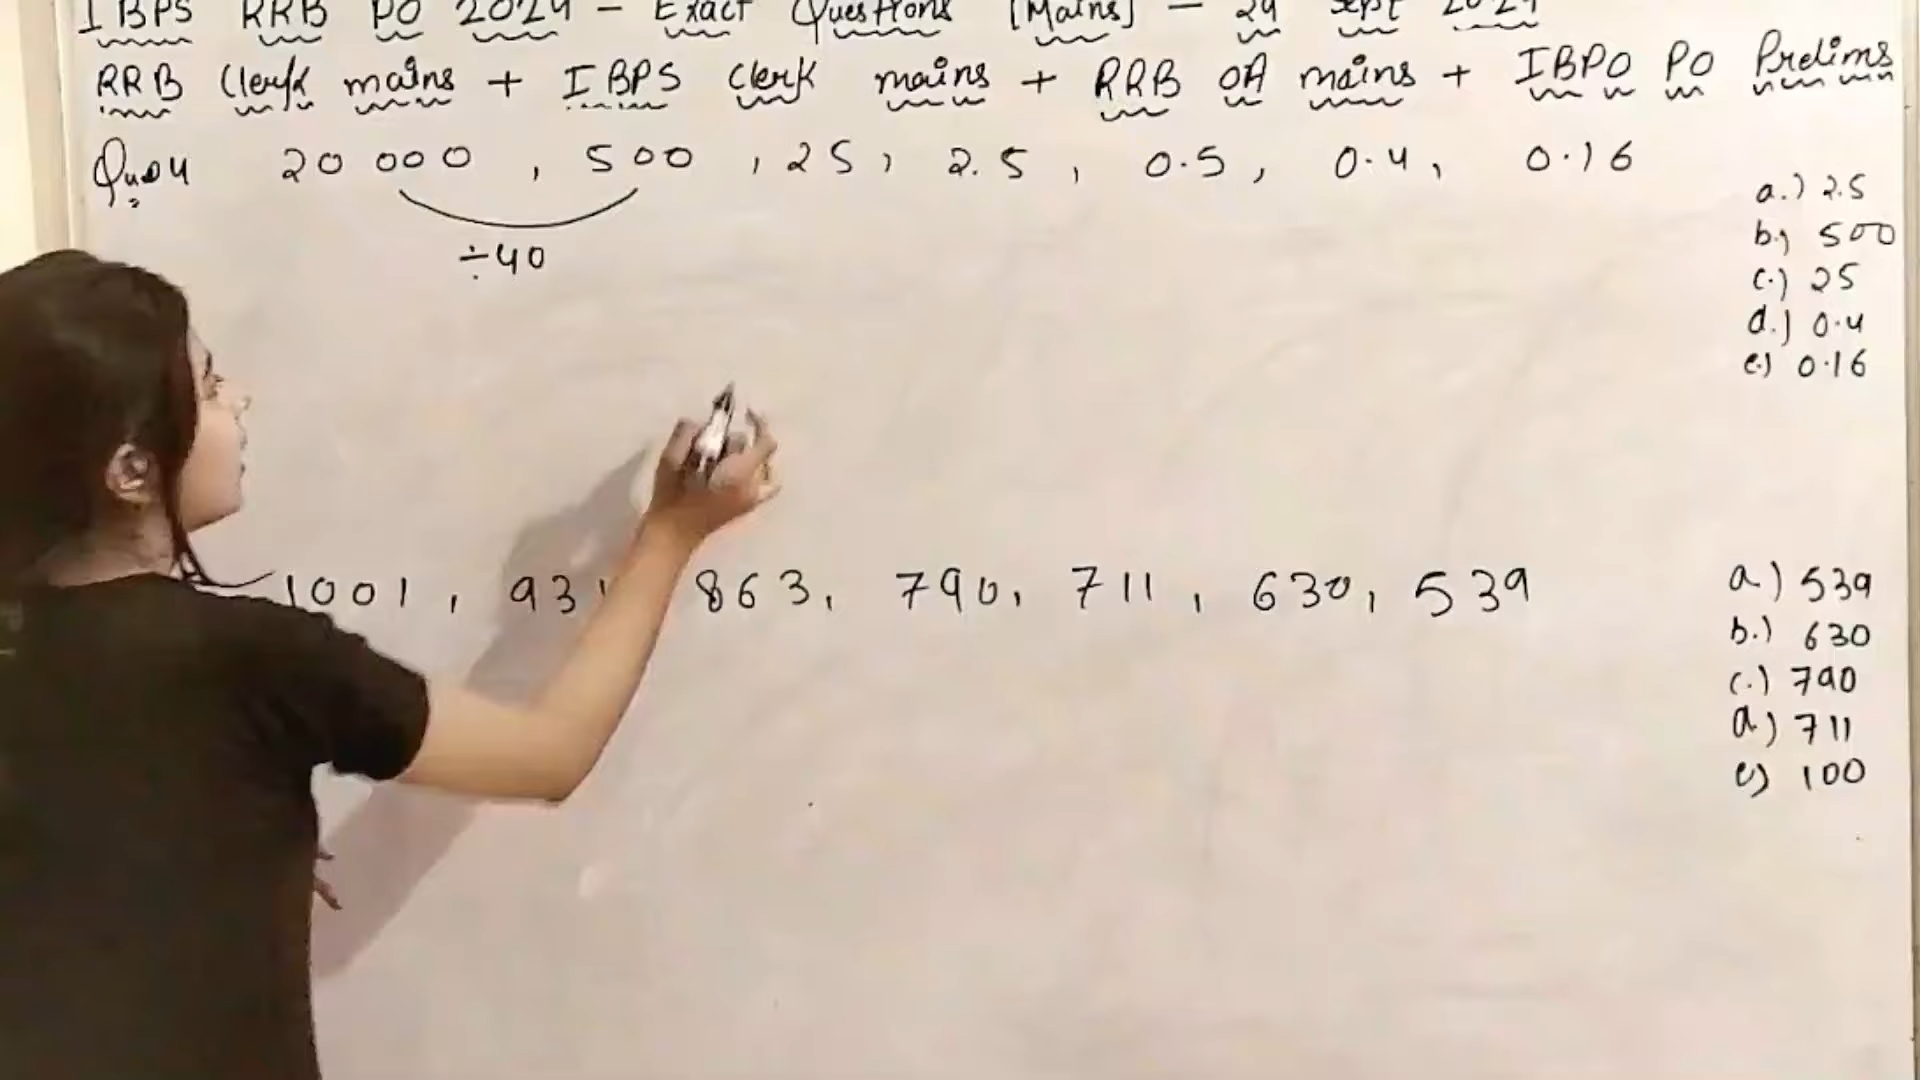 IBPS RRB PO 2024 - Exact Questions (Mains) - 29 Sept 2024
RRB Clerk mains + IBPS Clerk mains + RRB OA mains + IBPO PO Prelims
Que 4 20 000 , 500 , 25 , 2.5 , 0.5 , 0.4 , 0.16
÷40
a.) 2.5
b.) 500
c.) 25
d.) 0.4
e.) 0.16
1001 , 931 863 , 790 , 711 , 630 , 539
a.) 539
b.) 630
c.) 790
d.) 711
e) 100